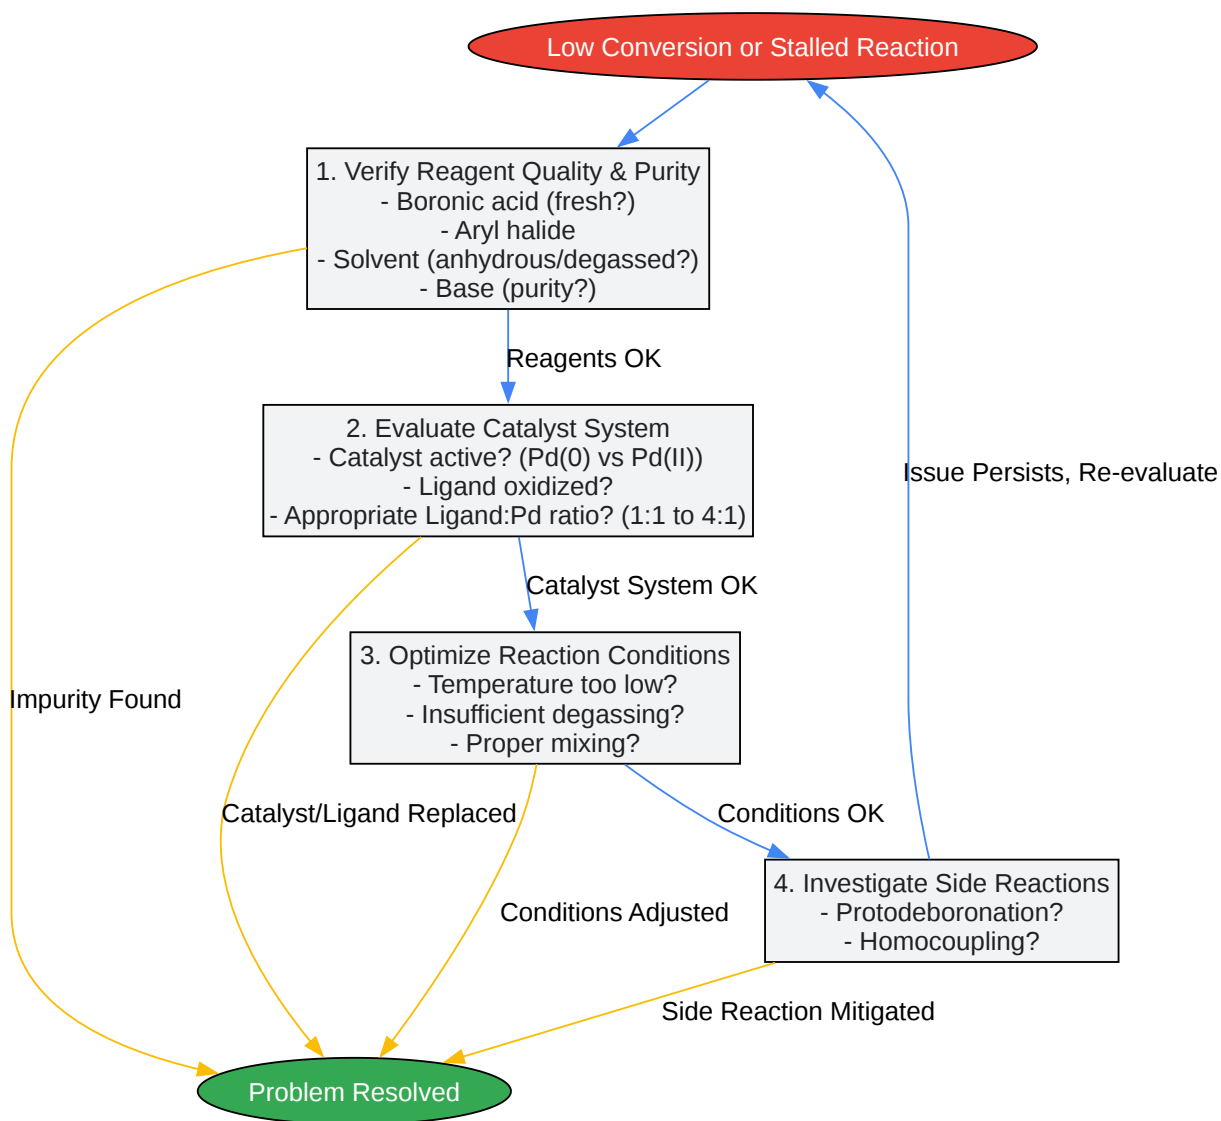 Low Conversion or Stalled Reaction
1. Verify Reagent Quality & Purity
- Boronic acid (fresh?)
- Aryl halide
- Solvent (anhydrous/degassed?)
- Base (purity?)
Reagents OK
2. Evaluate Catalyst System
- Catalyst active? (Pd(0) vs Pd(II))
- Ligand oxidized?
- Appropriate Ligand:Pd ratio? (1:1 to 4:1)
Issue Persists, Re-evaluate
Catalyst System OK
3. Optimize Reaction Conditions
- Temperature too low?
- Insufficient degassing?
- Proper mixing?
Impurity Found
Catalyst/Ligand Replaced
Conditions OK
4. Investigate Side Reactions
- Protodeboronation?
- Homocoupling?
Conditions Adjusted
Side Reaction Mitigated
Problem Resolved